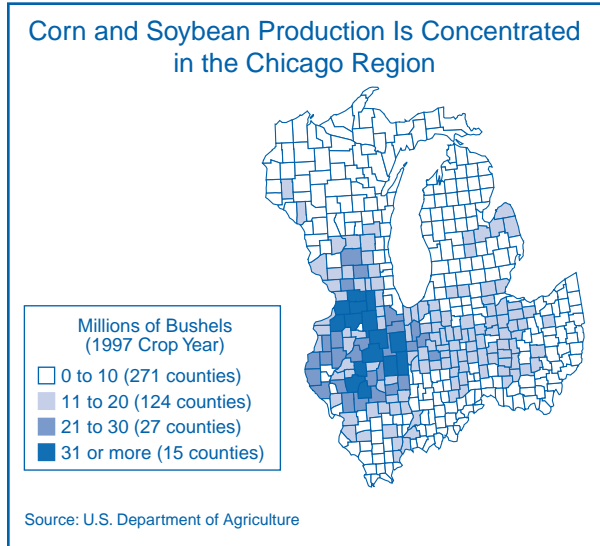 Corn and Soybean Production Is Concentrated
in the Chicago Region
Millions of Bushels
(1997 Crop Year)
0 to 10 (271 counties)
11 to 20 (124 counties)
21 to 30 (27 counties)
31 or more (15 counties)
Source: U.S. Department of Agriculture